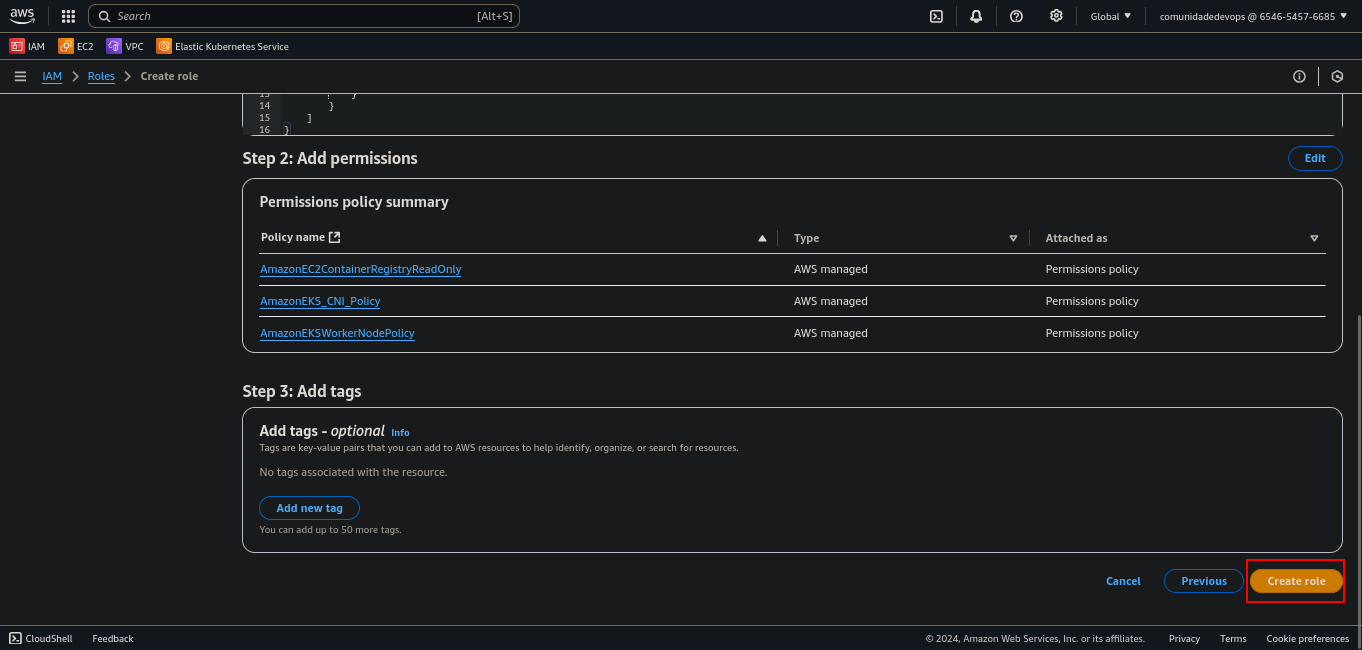 aws Search [Alt+S] Global comunidadedevops @ 6546-5457-6685
IAM EC2 VPC Elastic Kubernetes Service
IAM Roles Create role
13 }
14 }
15 ]
16 }
Step 2: Add permissions Edit
Permissions policy summary
Policy name Type Attached as
AmazonEC2ContainerRegistryReadOnly AWS managed Permissions policy
AmazonEKS_CNI_Policy AWS managed Permissions policy
AmazonEKSWorkerNodePolicy AWS managed Permissions policy
Step 3: Add tags
Add tags - optional Info
Tags are key-value pairs that you can add to AWS resources to help identify, organize, or search for resources.
No tags associated with the resource.
Add new tag
You can add up to 50 more tags.
Cancel Previous Create role
CloudShell Feedback © 2024, Amazon Web Services, Inc. or its affiliates. Privacy Terms Cookie preferences